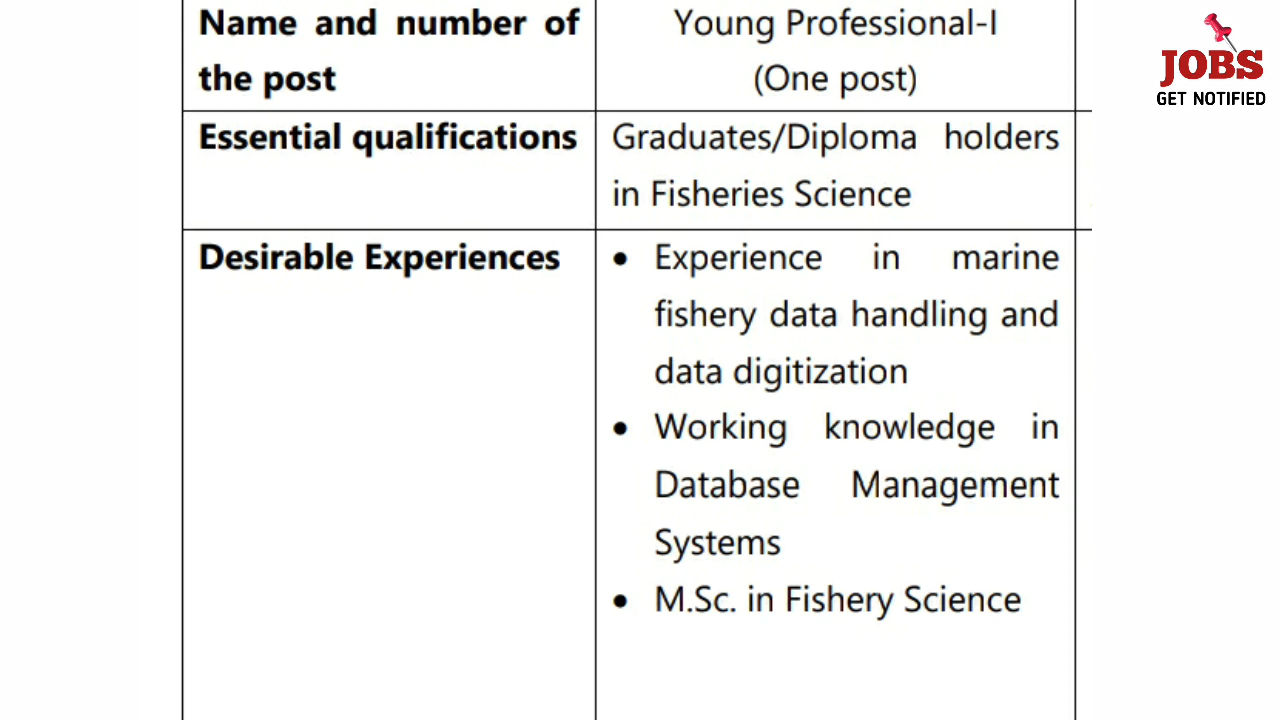 Name and number of
the post
Young Professional-I
(One post)
JOBS
GET NOTIFIED
Essential qualifications
Graduates/Diploma holders
in Fisheries Science
Desirable Experiences
• Experience in marine
fishery data handling and
data digitization
• Working knowledge in
Database Management
Systems
• M.Sc. in Fishery Science